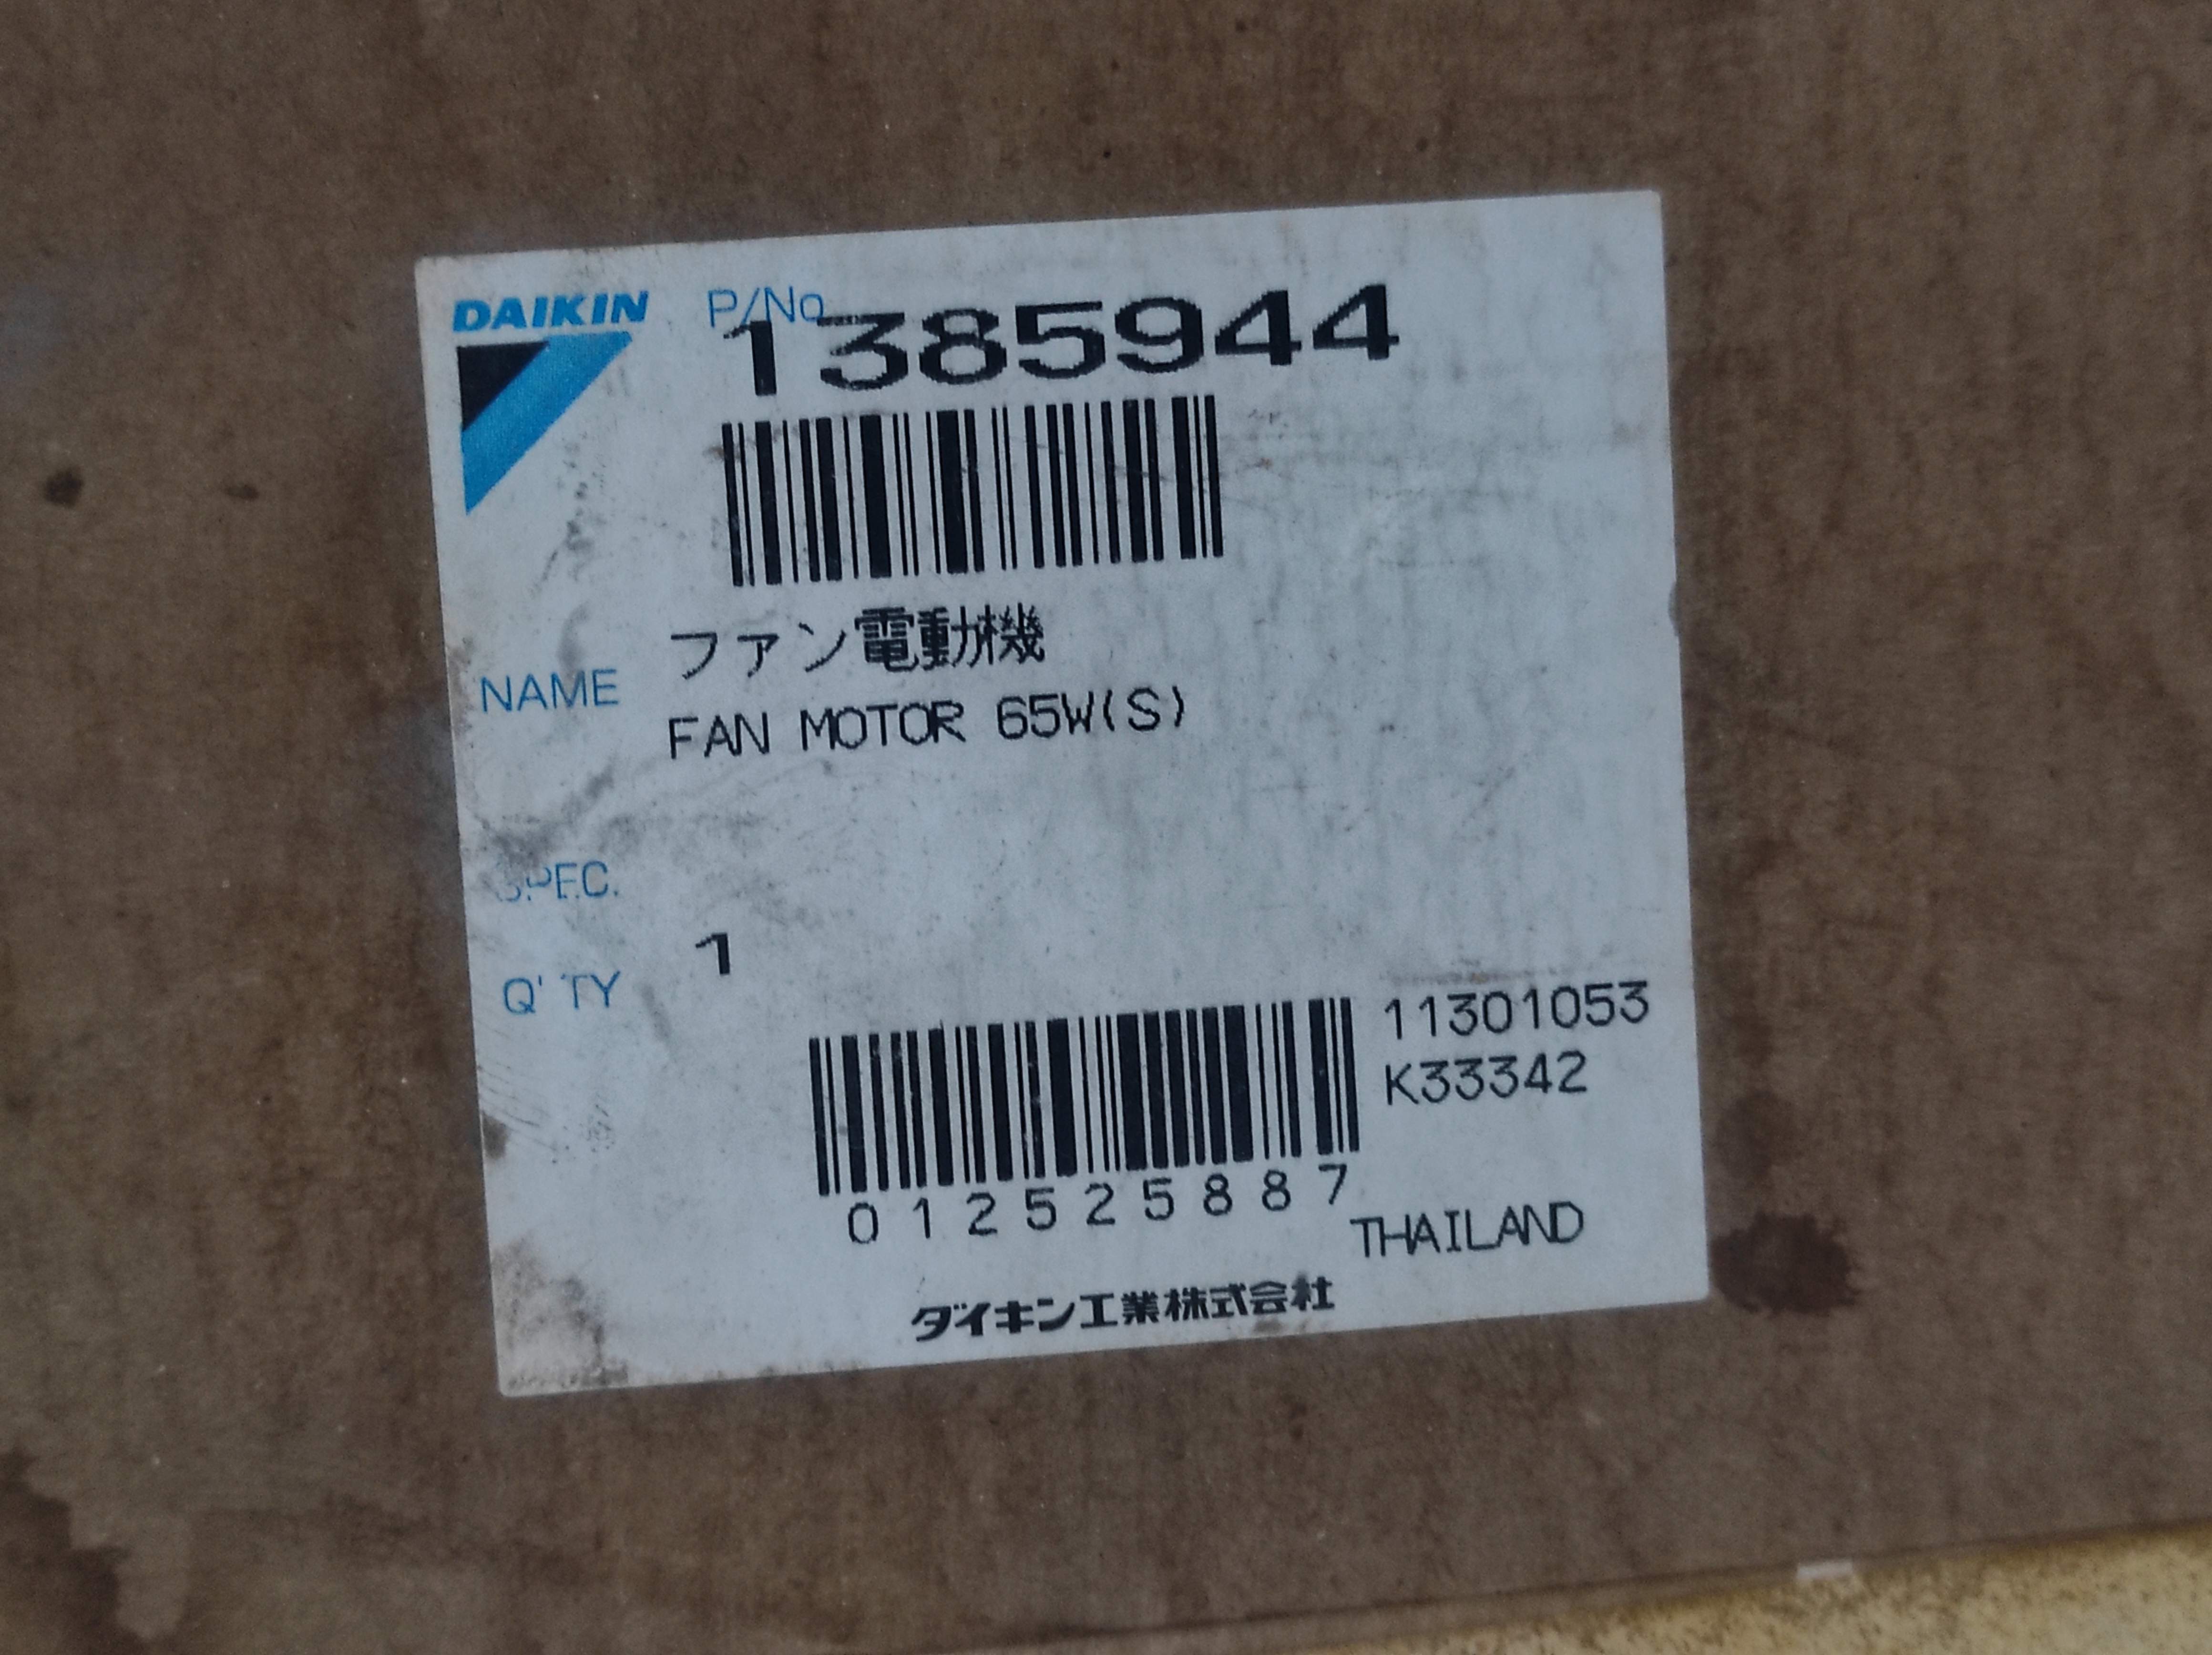 DAIKIN
P/No.
1385944
ファン電動機
NAME
FAN MOTOR 65W(S)
SPEC.
1
Q'TY
11301053
K33342
012525887
THAILAND
ダイキン工業株式会社